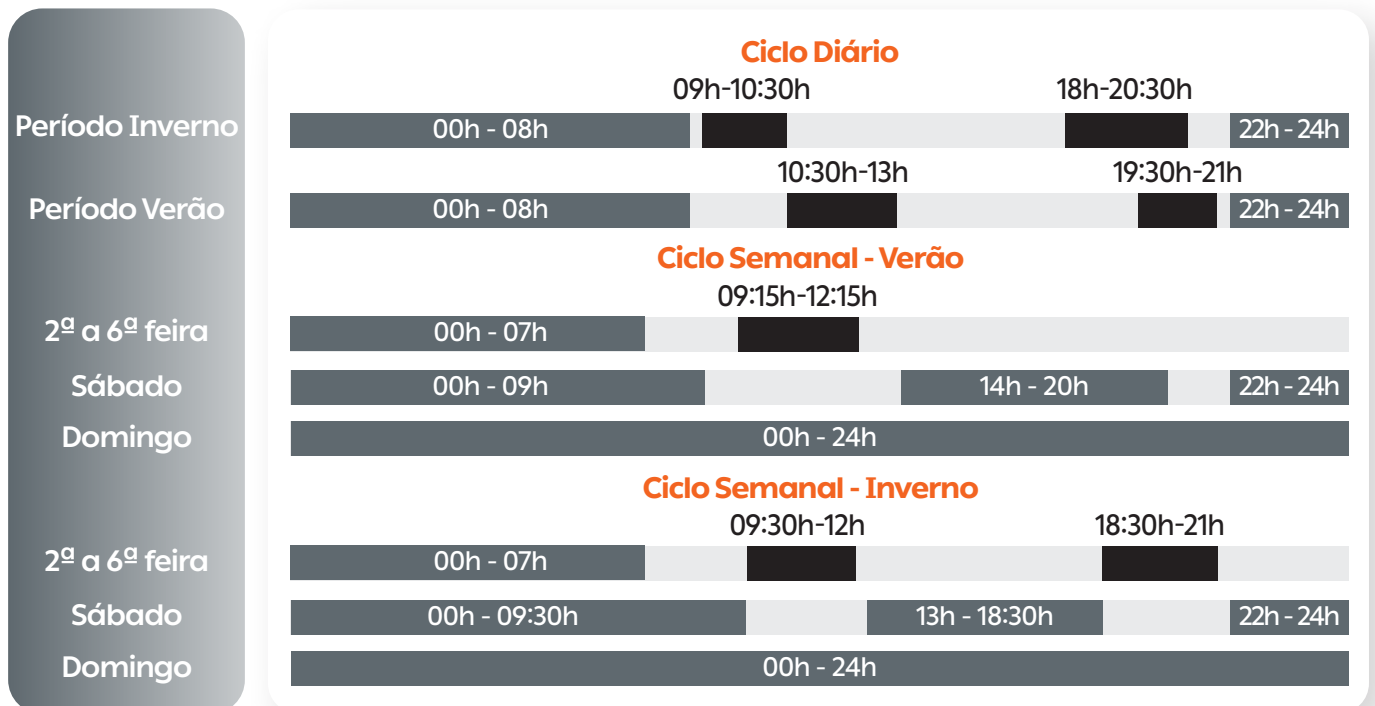 Ciclo Diário
09h-10:30h 18h-20:30h
Período Inverno 00h - 08h 22h - 24h
10:30h-13h 19:30h-21h
Período Verão 00h - 08h 22h - 24h
Ciclo Semanal - Verão
09:15h-12:15h
2ª a 6ª feira 00h - 07h
Sábado 00h - 09h 14h - 20h 22h - 24h
Domingo 00h - 24h
Ciclo Semanal - Inverno
09:30h-12h 18:30h-21h
2ª a 6ª feira 00h - 07h
Sábado 00h - 09:30h 13h - 18:30h 22h - 24h
Domingo 00h - 24h